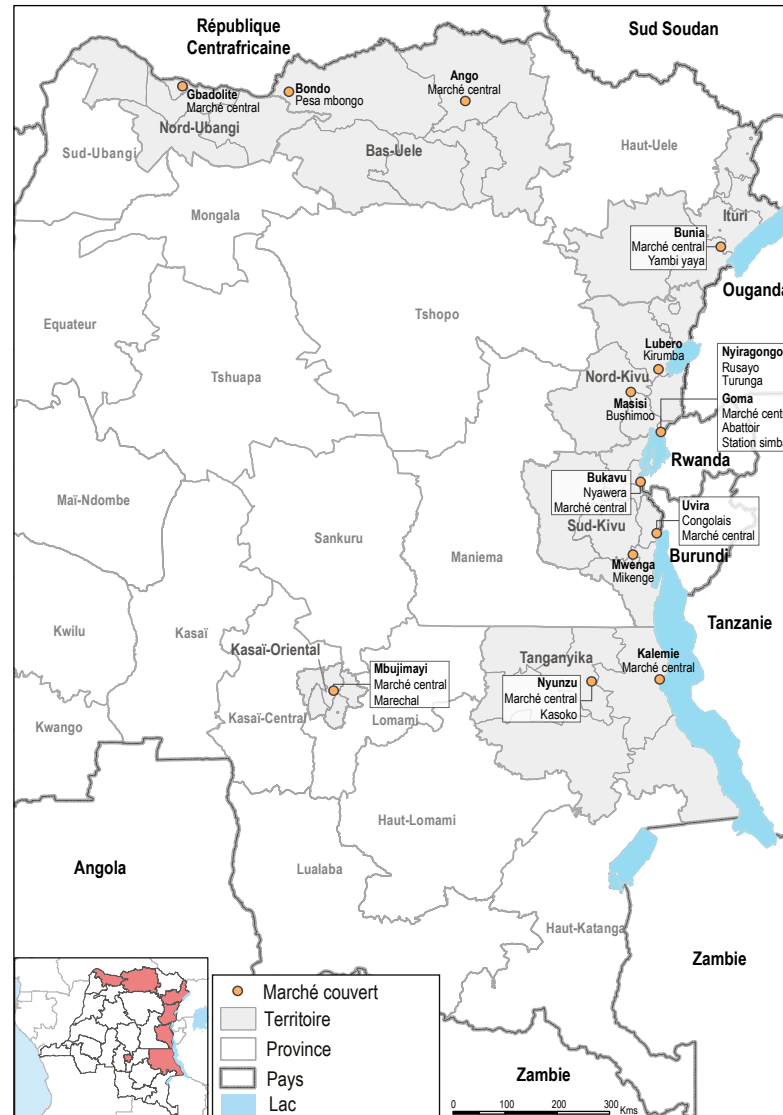 République
Centrafricaine
Sud Soudan
Gbadolite
Marché central
Bondo
Pesa mbongo
Ango
Marché central
Nord-Ubangi
Sud-Ubangi
Bas-Uele
Haut-Uele
Mongala
Ituri
Bunia
Marché central
Yambi yaya
Ouganda
Equateur
Tshopo
Tshuapa
Lubero
Kirumba
Nord-Kivu
Masisi
Bushimoo
Nyiragongo
Rusayo
Turunga
Goma
Marché cent
Abattoir
Station simb
Rwanda
Bukavu
Nyawera
Marché central
Sud-Kivu
Uvira
Congolais
Marché central
Burundi
Mwenga
Mikenge
Maï-Ndombe
Sankuru
Maniema
Kwilu
Kasaï
Tanzanie
Kasaï-Oriental
Mbujimayi
Marché central
Marechal
Tanganyika
Kalemie
Marché central
Nyunzu
Marché central
Kasoko
Kwango
Kasaï-Central
Lomami
Haut-Lomami
Angola
Lualaba
Haut-Katanga
Zambie
Marché couvert
Territoire
Province
Pays
Lac
Zambie
0 100 200 300
Kms